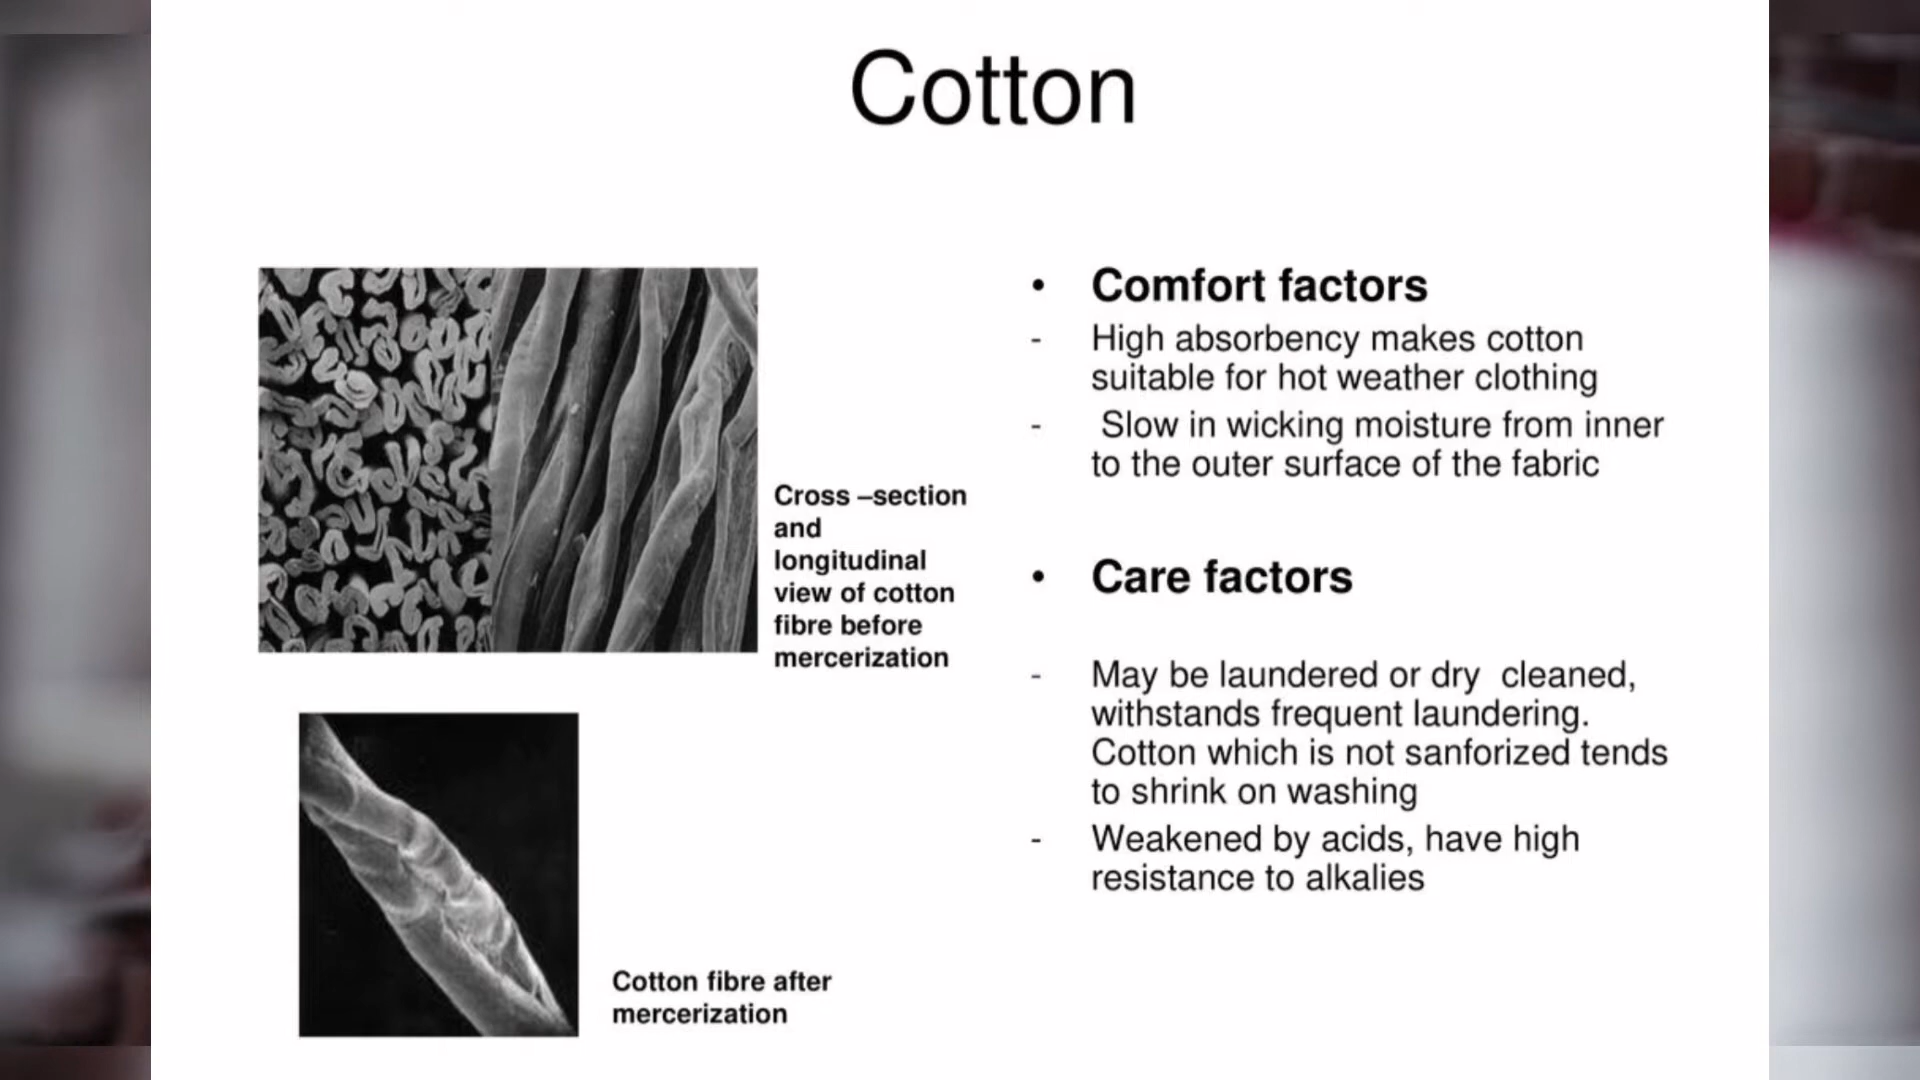 Cotton
Cross –section
and
longitudinal
view of cotton
fibre before
mercerization
Cotton fibre after
mercerization
• Comfort factors
- High absorbency makes cotton
suitable for hot weather clothing
- Slow in wicking moisture from inner
to the outer surface of the fabric
• Care factors
- May be laundered or dry cleaned,
withstands frequent laundering.
Cotton which is not sanforized tends
to shrink on washing
- Weakened by acids, have high
resistance to alkalies